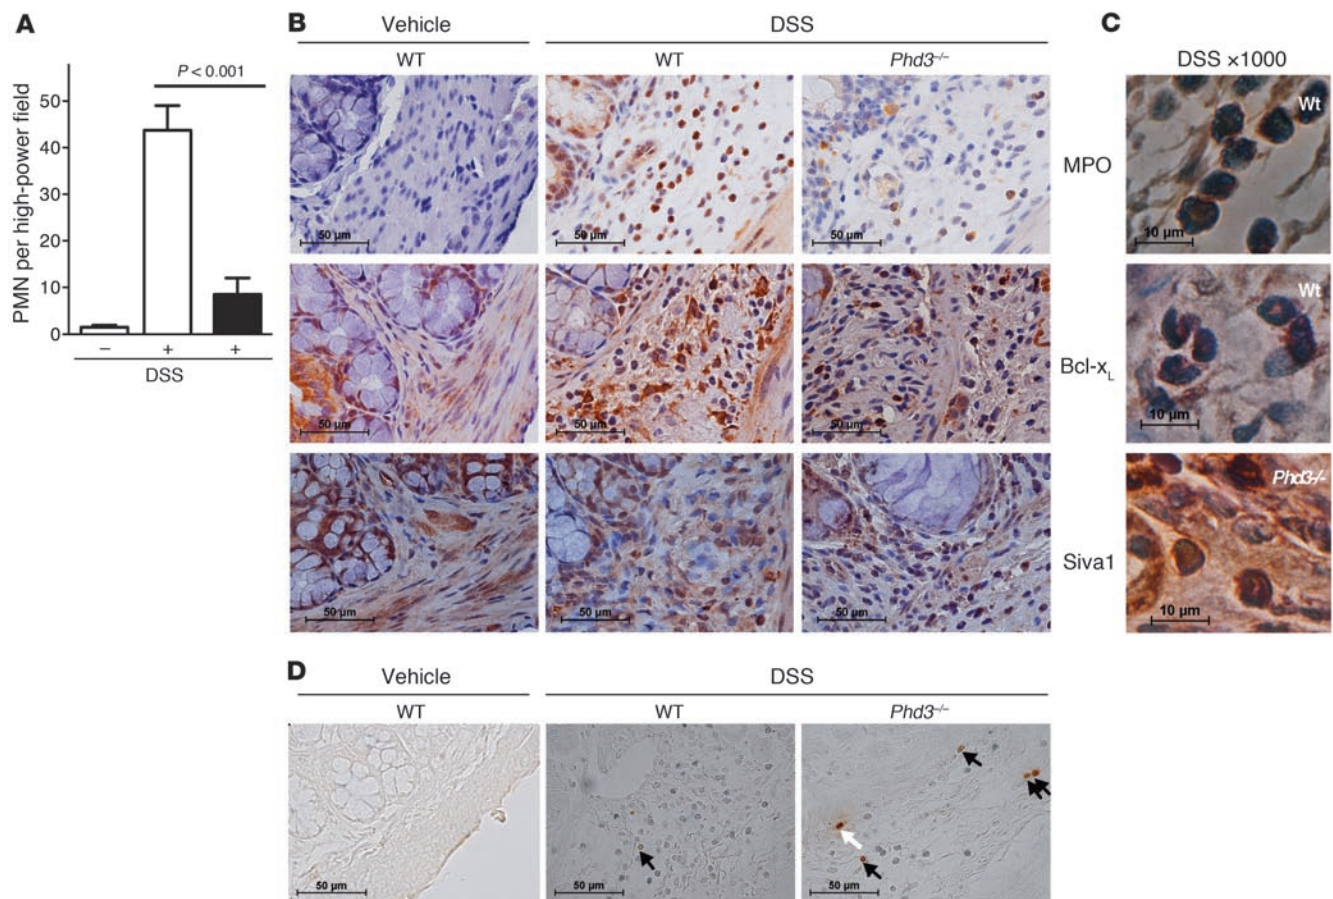 A
P < 0.001
PMN per high-power field
50
40
30
20
10
0
– + +
DSS
B
Vehicle DSS
WT WT Phd3–/–
50 µm 50 µm 50 µm
50 µm 50 µm 50 µm
50 µm 50 µm 50 µm
C
DSS ×1000
MPO Wt
10 µm
Bcl-xL Wt
10 µm
Siva1 Phd3-/-
10 µm
D
Vehicle DSS
WT WT Phd3–/–
50 µm 50 µm 50 µm